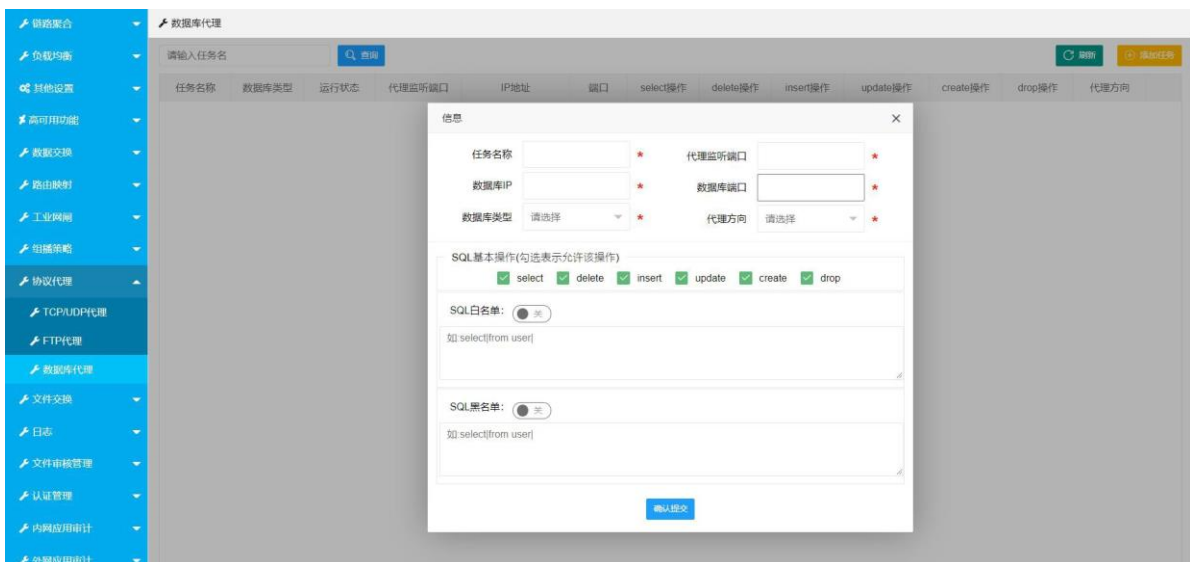 链路聚合
负载均衡
其他设置
高可用功能
数据交换
路由映射
工业网闸
组播策略
协议代理
TCP/UDP代理
FTP代理
数据库代理
文件交换
日志
文件审核管理
认证管理
内网应用审计
外网应用审计
数据库代理
请输入任务名 查询 刷新 添加任务
任务名称 数据库类型 运行状态 代理监听端口 IP地址 端口 select操作 delete操作 insert操作 update操作 create操作 drop操作 代理方向
信息
任务名称 * 代理监听端口 *
数据库IP * 数据库端口 *
数据库类型 请选择 * 代理方向 请选择 *
SQL基本操作(勾选表示允许该操作)
select delete insert update create drop
SQL白名单: 关
如:select|from user|
SQL黑名单: 关
如:select|from user|
确认提交